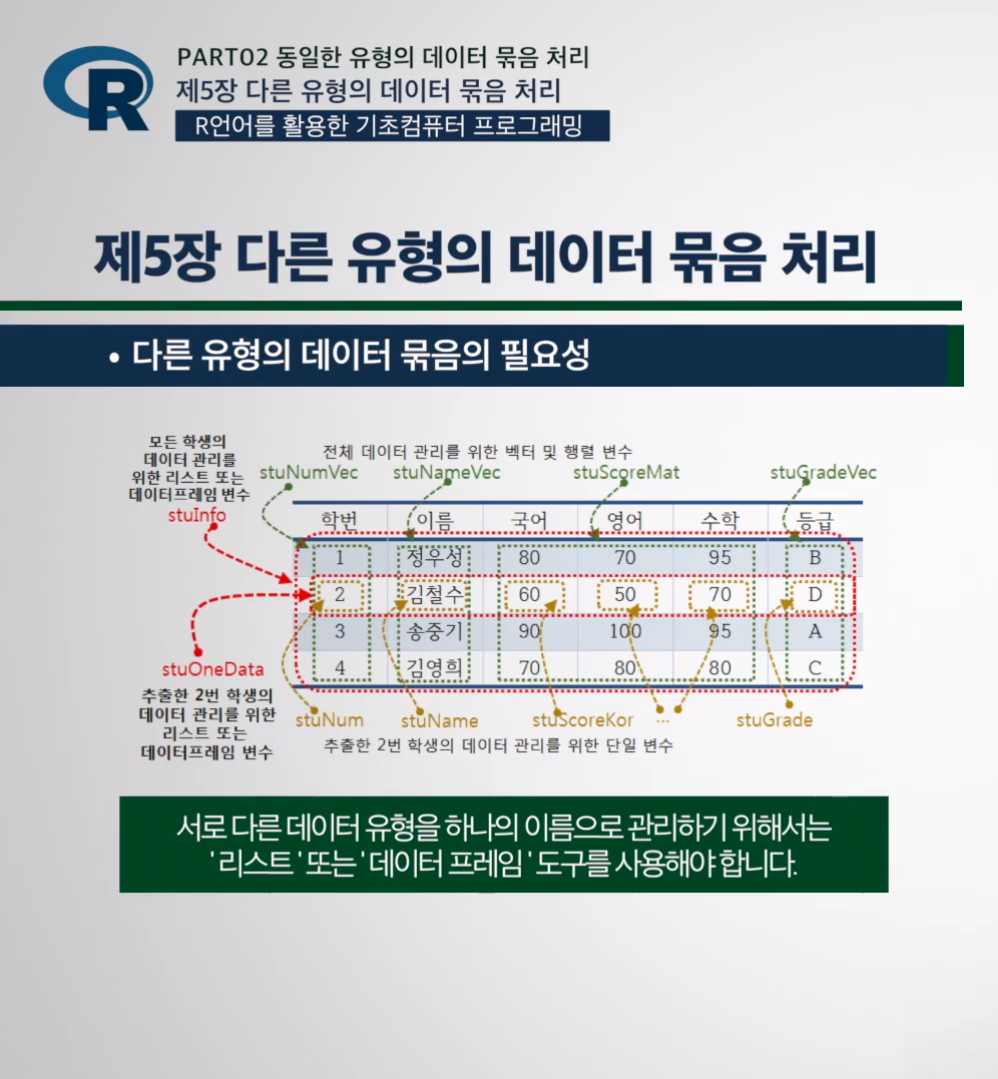 R
PART02 동일한 유형의 데이터 묶음 처리
제5장 다른 유형의 데이터 묶음 처리
R언어를 활용한 기초컴퓨터 프로그래밍
제5장 다른 유형의 데이터 묶음 처리
• 다른 유형의 데이터 묶음의 필요성
모든 학생의
데이터 관리를
위한 리스트 또는
데이터프레임 변수
stuInfo
전체 데이터 관리를 위한 벡터 및 행렬 변수
stuNumVec stuNameVec stuScoreMat stuGradeVec
학번 이름 국어 영어 수학 등급
1 정우성 80 70 95 B
2 김철수 60 50 70 D
3 송중기 90 100 95 A
4 김영희 70 80 80 C
stuOneData
추출한 2번 학생의
데이터 관리를 위한
리스트 또는
데이터프레임 변수
stuNum stuName stuScoreKor ... stuGrade
추출한 2번 학생의 데이터 관리를 위한 단일 변수
서로 다른 데이터 유형을 하나의 이름으로 관리하기 위해서는
' 리스트 ' 또는 ' 데이터 프레임 ' 도구를 사용해야 합니다.